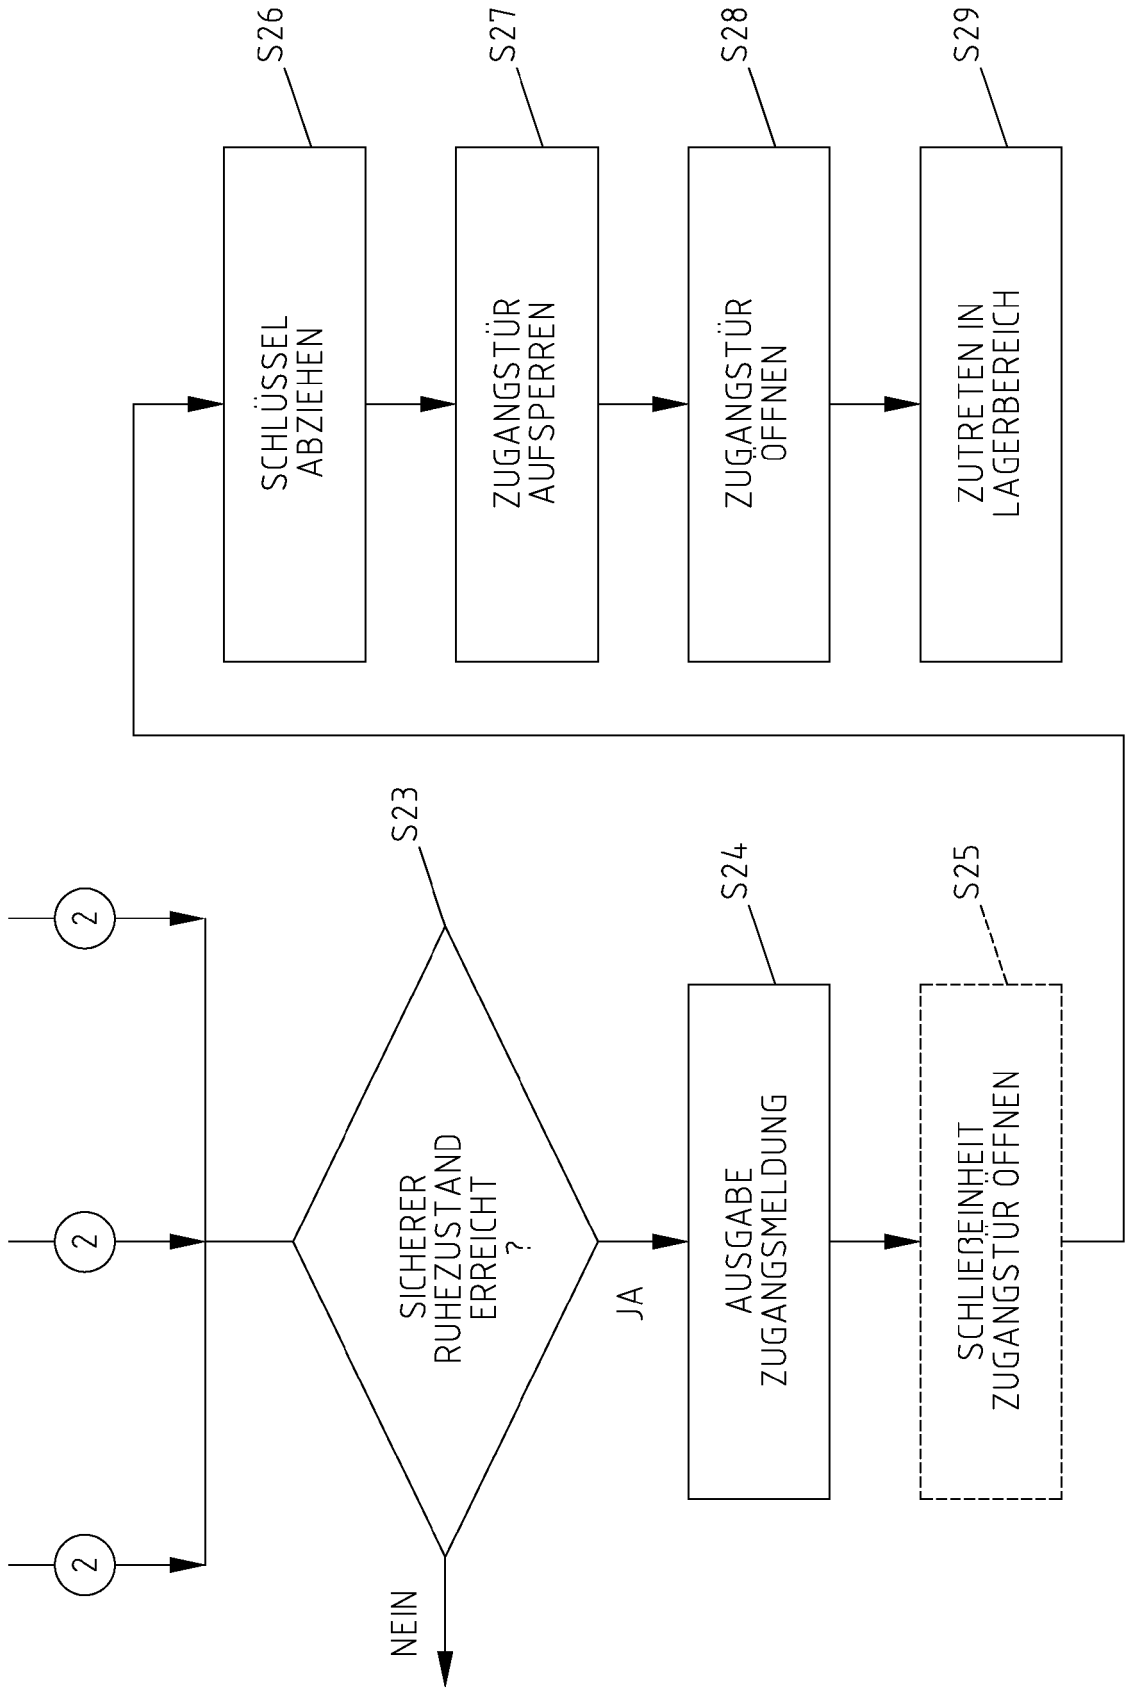 2
2
2
SICHERER
RUHEZUSTAND
ERREICHT
?
S23
NEIN
JA
AUSGABE
ZUGANGSMELDUNG
S24
SCHLIEßEINHEIT
ZUGANGSTÜR ÖFFNEN
S25
SCHLÜSSEL
ABZIEHEN
S26
ZUGANGSTÜR
AUFSPERREN
S27
ZUGANGSTÜR
ÖFFNEN
S28
ZUTRETEN IN
LAGERBEREICH
S29